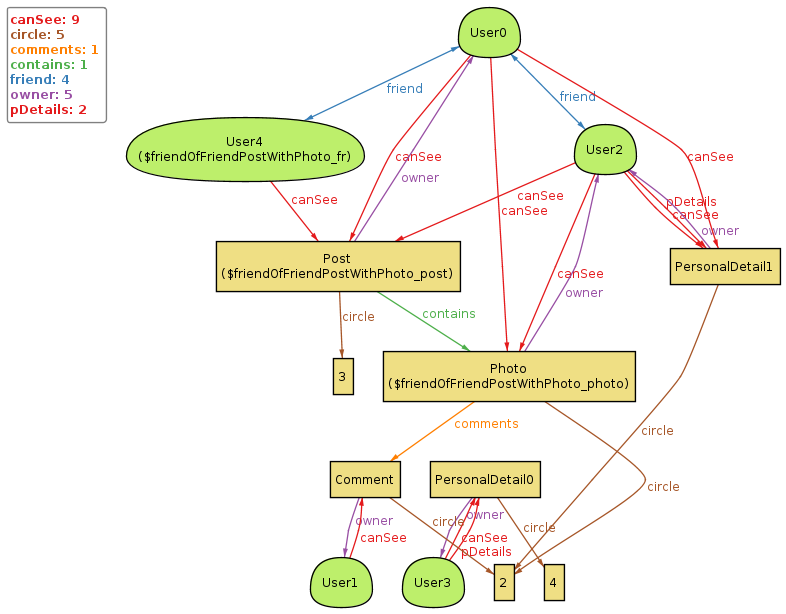 canSee: 9
circle: 5
comments: 1
contains: 1
friend: 4
owner: 5
pDetails: 2
User0
friend
friend
User4
($friendOfFriendPostWithPhoto_fr)
User2
canSee
canSee
owner
canSee
canSee
canSee
pDetails
canSee
owner
Post
($friendOfFriendPostWithPhoto_post)
PersonalDetail1
canSee
owner
circle
contains
3
Photo
($friendOfFriendPostWithPhoto_photo)
comments
circle
Comment
PersonalDetail0
circle
owner
canSee
circle
owner
canSee
pDetails
circle
User1
User3
2
4